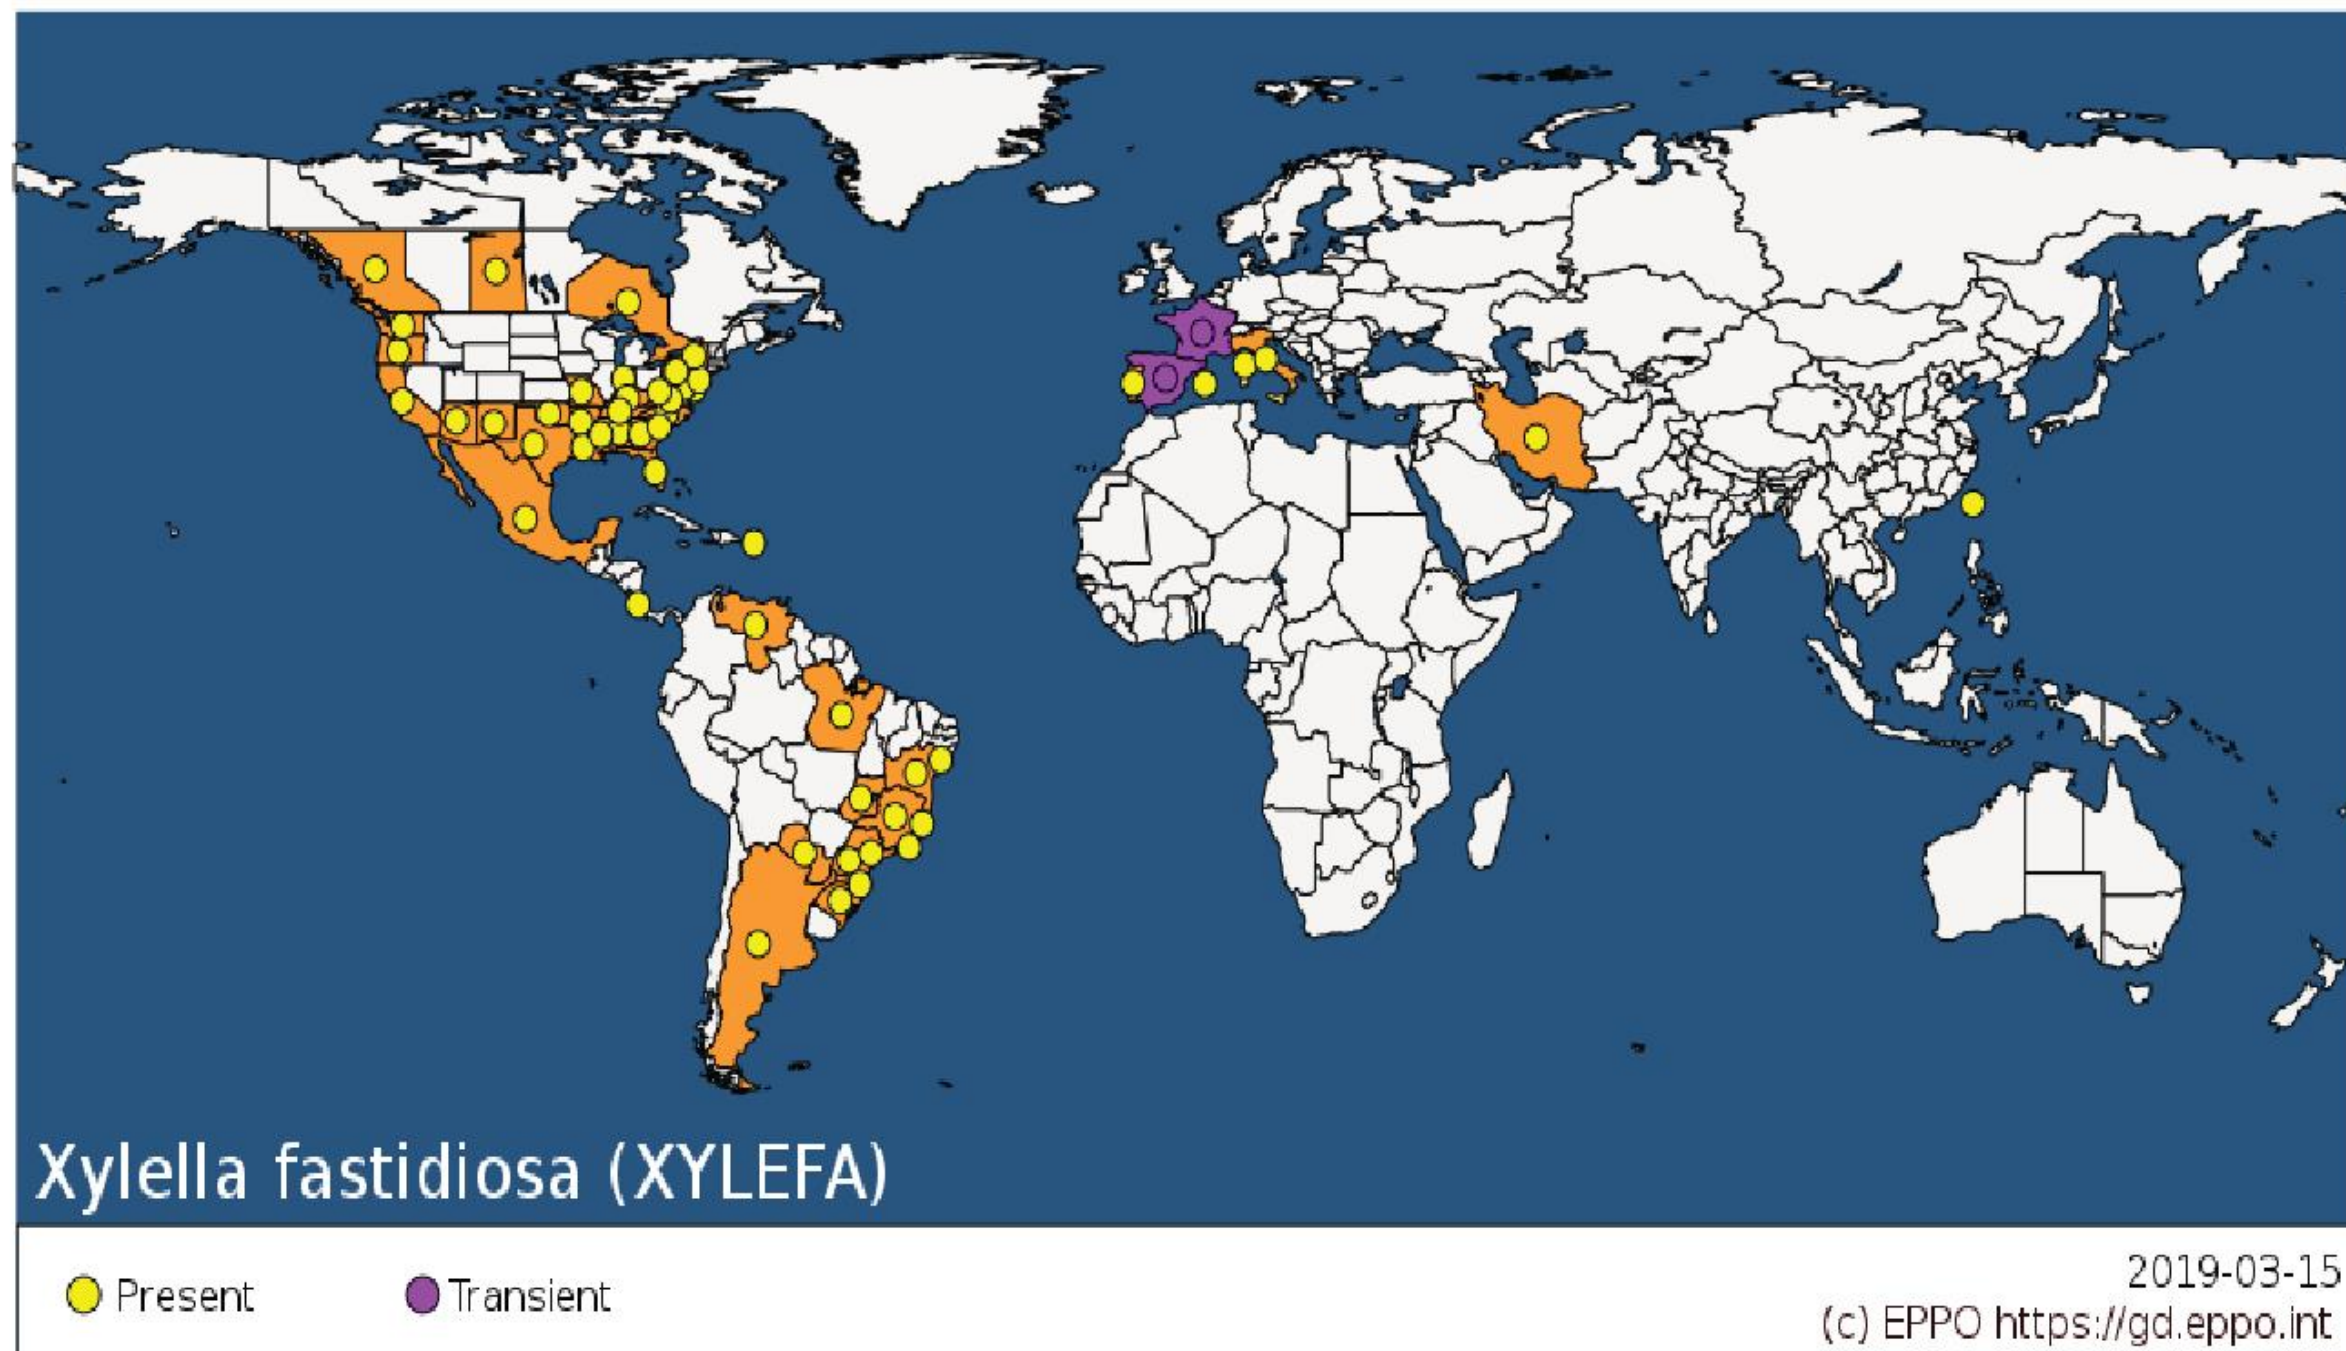 Xylella fastidiosa (XYLEFA)
Present
Transient
2019-03-15
(c) EPPO https://gd.eppo.int